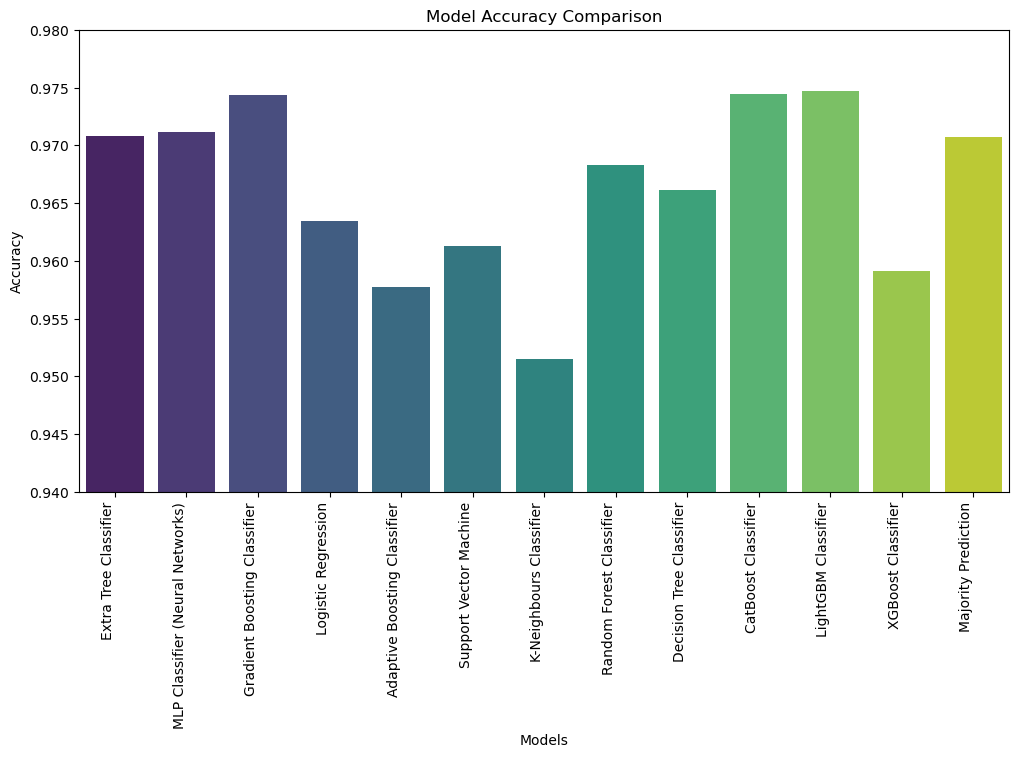 Model Accuracy Comparison
Accuracy
0.980
0.975
0.970
0.965
0.960
0.955
0.950
0.945
0.940
Extra Tree Classifier
MLP Classifier (Neural Networks)
Gradient Boosting Classifier
Logistic Regression
Adaptive Boosting Classifier
Support Vector Machine
K-Neighbours Classifier
Random Forest Classifier
Decision Tree Classifier
CatBoost Classifier
LightGBM Classifier
XGBoost Classifier
Majority Prediction
Models